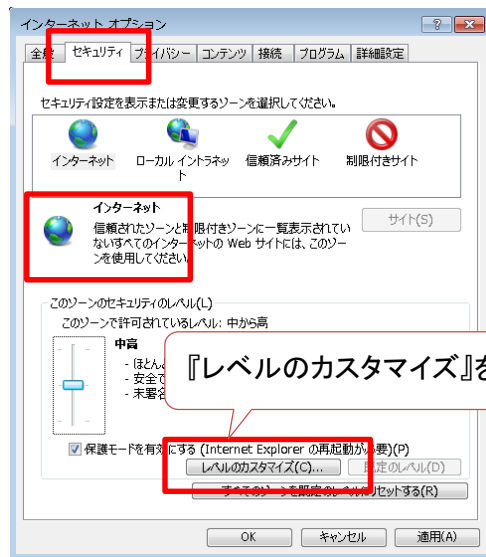 インターネット オプション
全般 セキュリティ プライバシー コンテンツ 接続 プログラム 詳細設定
セキュリティ設定を表示または変更するゾーンを選択してください。
インターネット ローカル イントラネット 信頼済みサイト 制限付きサイト
インターネット
サイト(S)
信頼されたゾーンと制限付きゾーンに一覧表示されてい
ないすべてのインターネットの Web サイトには、このゾー
ンを使用してください。
このゾーンのセキュリティのレベル(L)
このゾーンで許可されているレベル: 中から高
中高
- ほとん
- 安全で
- 未署名
『レベルのカスタマイズ』を
保護モードを有効にする (Internet Explorer の再起動が必要)(P)
レベルのカスタマイズ(C)... 既定のレベル(D)
すべてのゾーンを既定のレベルにリセットする(R)
OK キャンセル 適用(A)